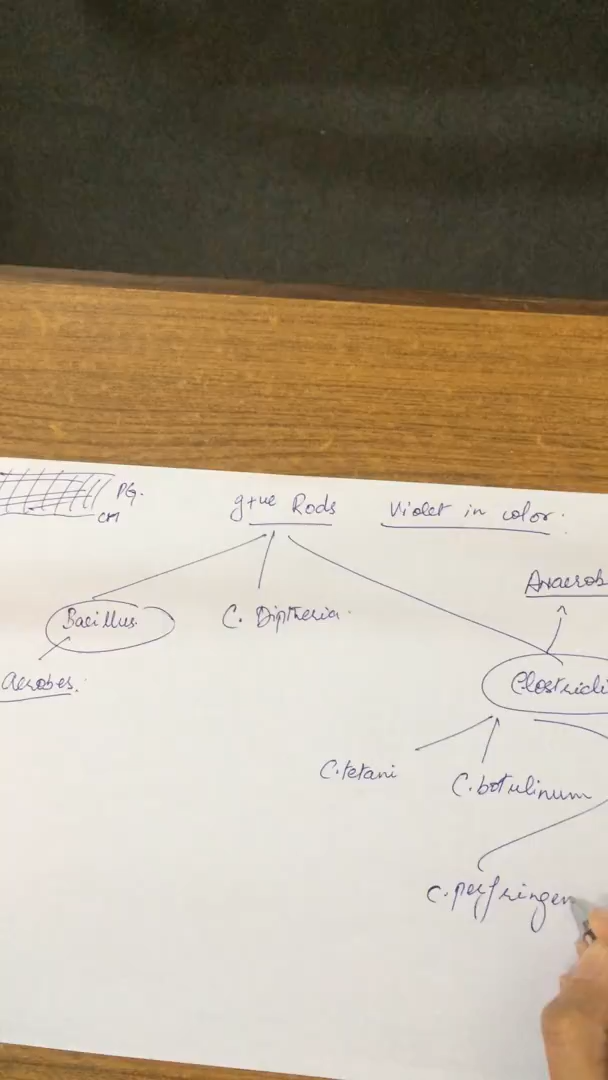 PG.
CM
g+ve Rods
Violet in color:
Anaerob
Bacillus.
C. Diptheria.
Aerobes:
Clostridi
C.tetani
C.botulinum
C.perfringen